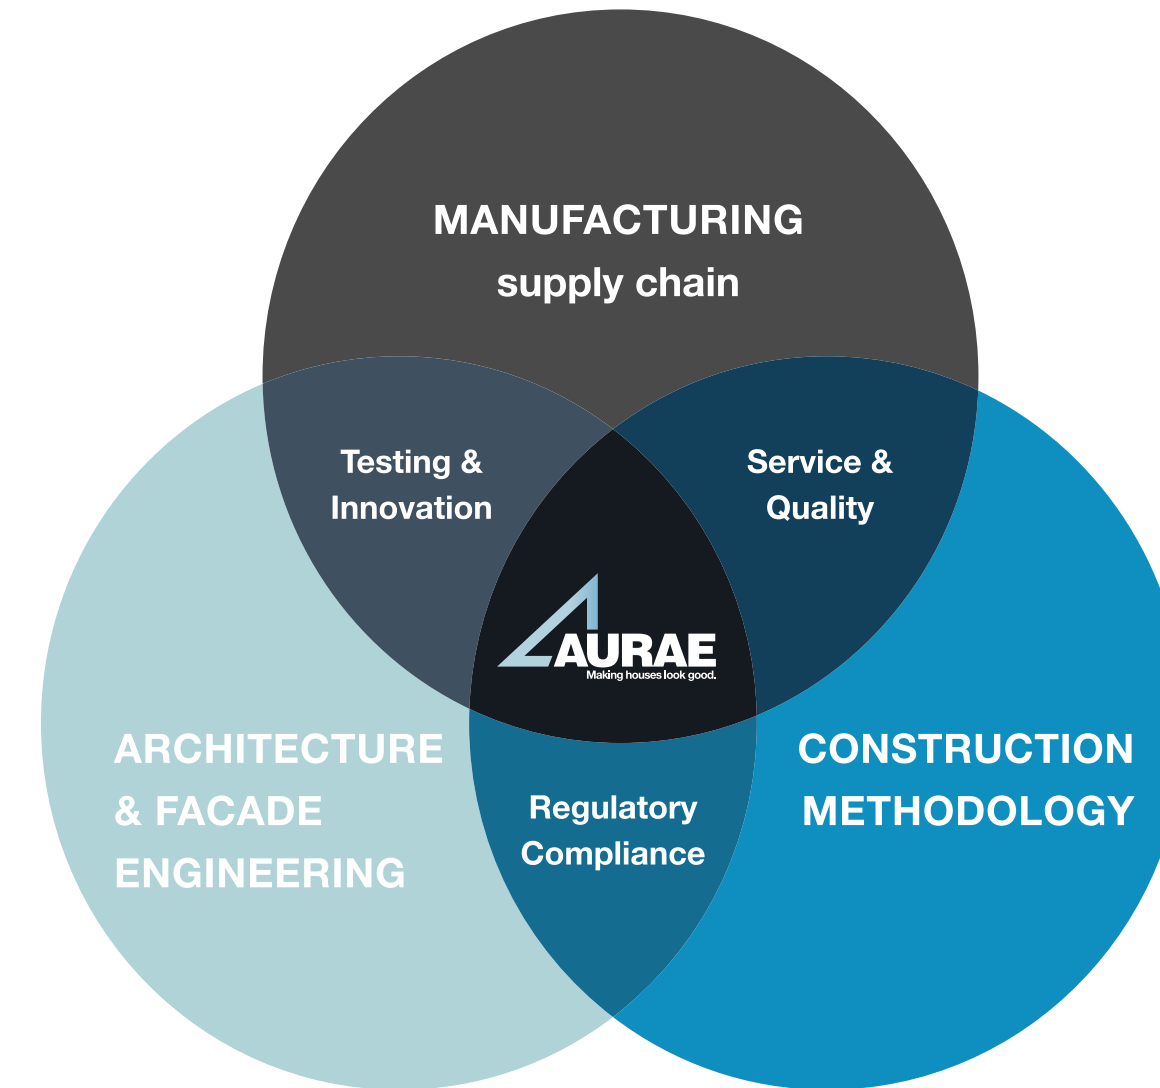 MANUFACTURING
supply chain
Testing &
Innovation
Service &
Quality
AURAE
Making houses look good.
ARCHITECTURE
& FACADE
ENGINEERING
CONSTRUCTION
METHODOLOGY
Regulatory
Compliance